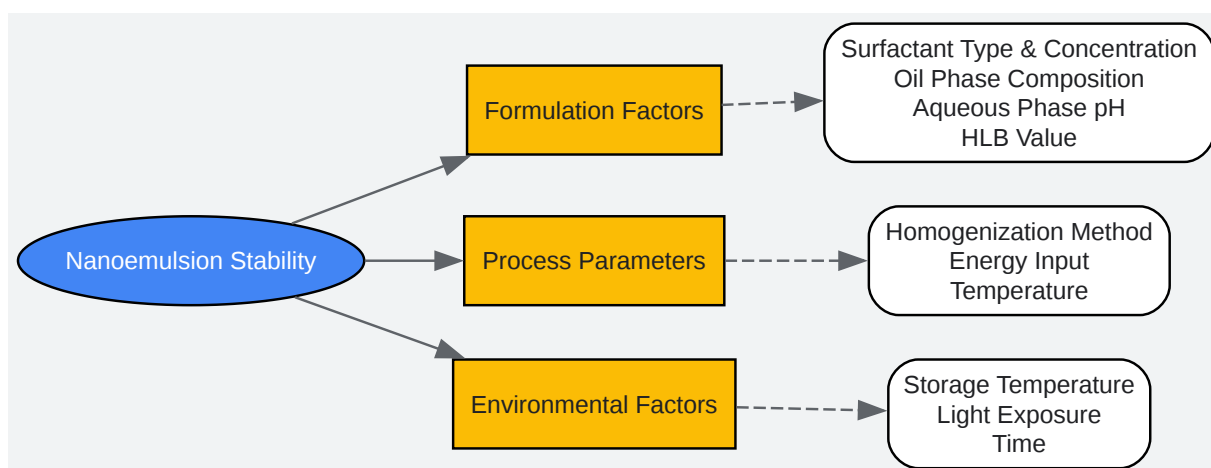 Nanoemulsion Stability
Formulation Factors
Surfactant Type & Concentration
Oil Phase Composition
Aqueous Phase pH
HLB Value
Process Parameters
Homogenization Method
Energy Input
Temperature
Environmental Factors
Storage Temperature
Light Exposure
Time